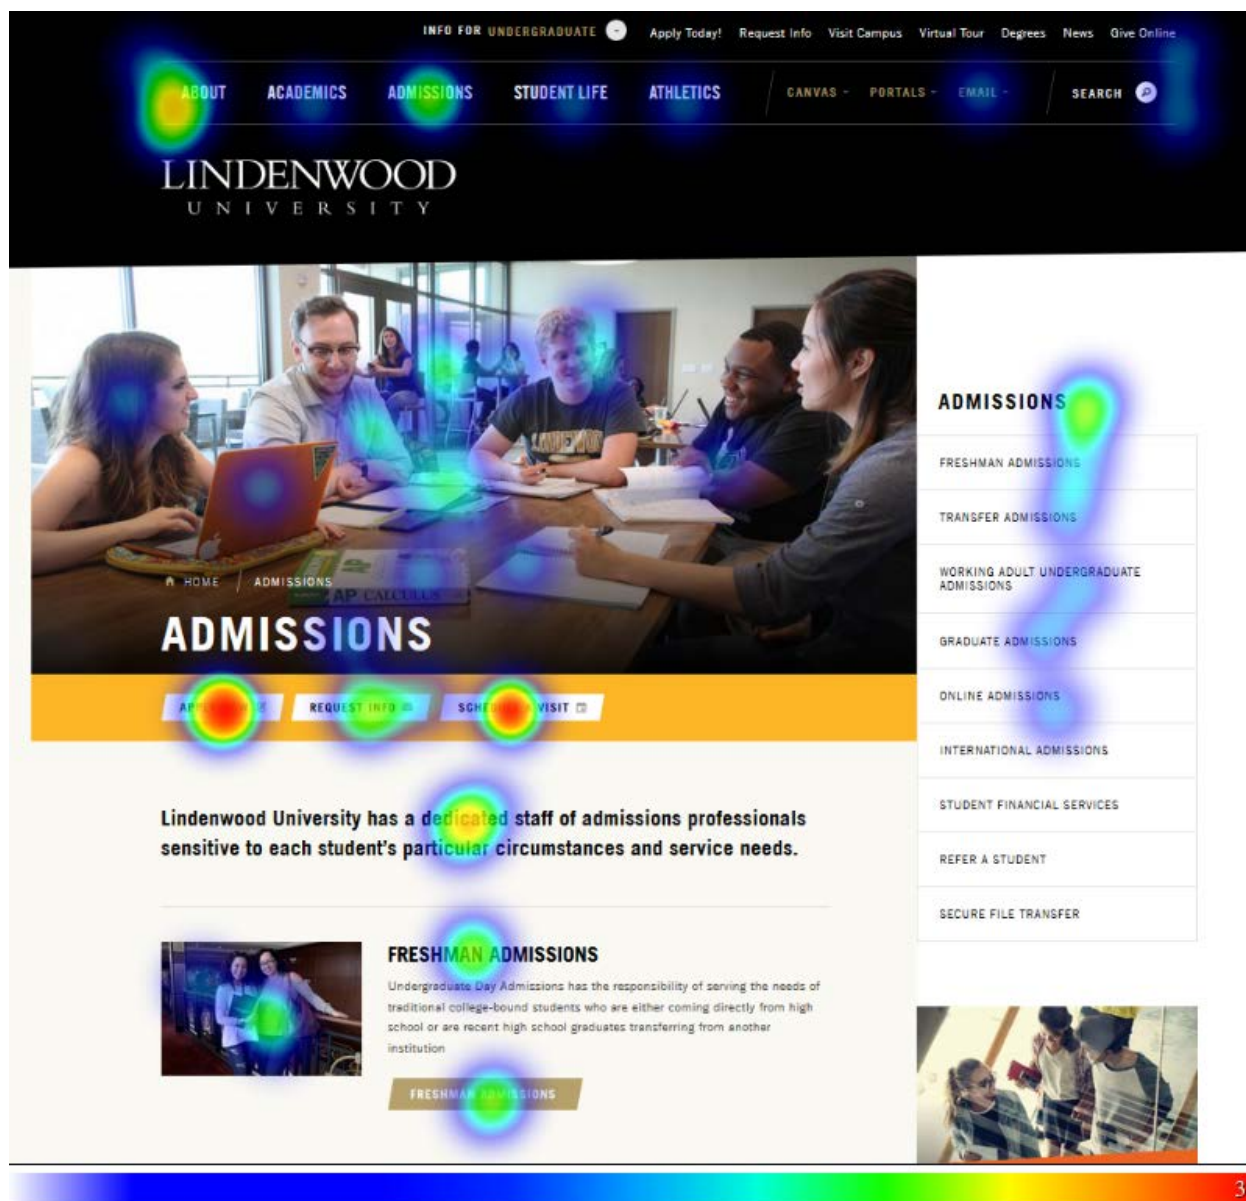 INFO FOR UNDERGRADUATE
Apply Today! Request Info Visit Campus Virtual Tour Degrees News Give Online
ABOUT ACADEMICS ADMISSIONS STUDENT LIFE ATHLETICS CANVAS PORTALS EMAIL SEARCH
LINDENWOOD
UNIVERSITY
LINDENWOOD
AP CALCULUS
HOME / ADMISSIONS
ADMISSIONS
REQUEST INFO VISIT
Lindenwood University has a dedicated staff of admissions professionals
sensitive to each student's particular circumstances and service needs.
FRESHMAN ADMISSIONS
Undergraduate Day Admissions has the responsibility of serving the needs of
traditional college-bound students who are either coming directly from high
school or are recent high school graduates transferring from another
institution
FRESHMAN ADMISSIONS
ADMISSIONS
FRESHMAN ADMISSIONS
TRANSFER ADMISSIONS
WORKING ADULT UNDERGRADUATE
ADMISSIONS
GRADUATE ADMISSIONS
ONLINE ADMISSIONS
INTERNATIONAL ADMISSIONS
STUDENT FINANCIAL SERVICES
REFER A STUDENT
SECURE FILE TRANSFER
3